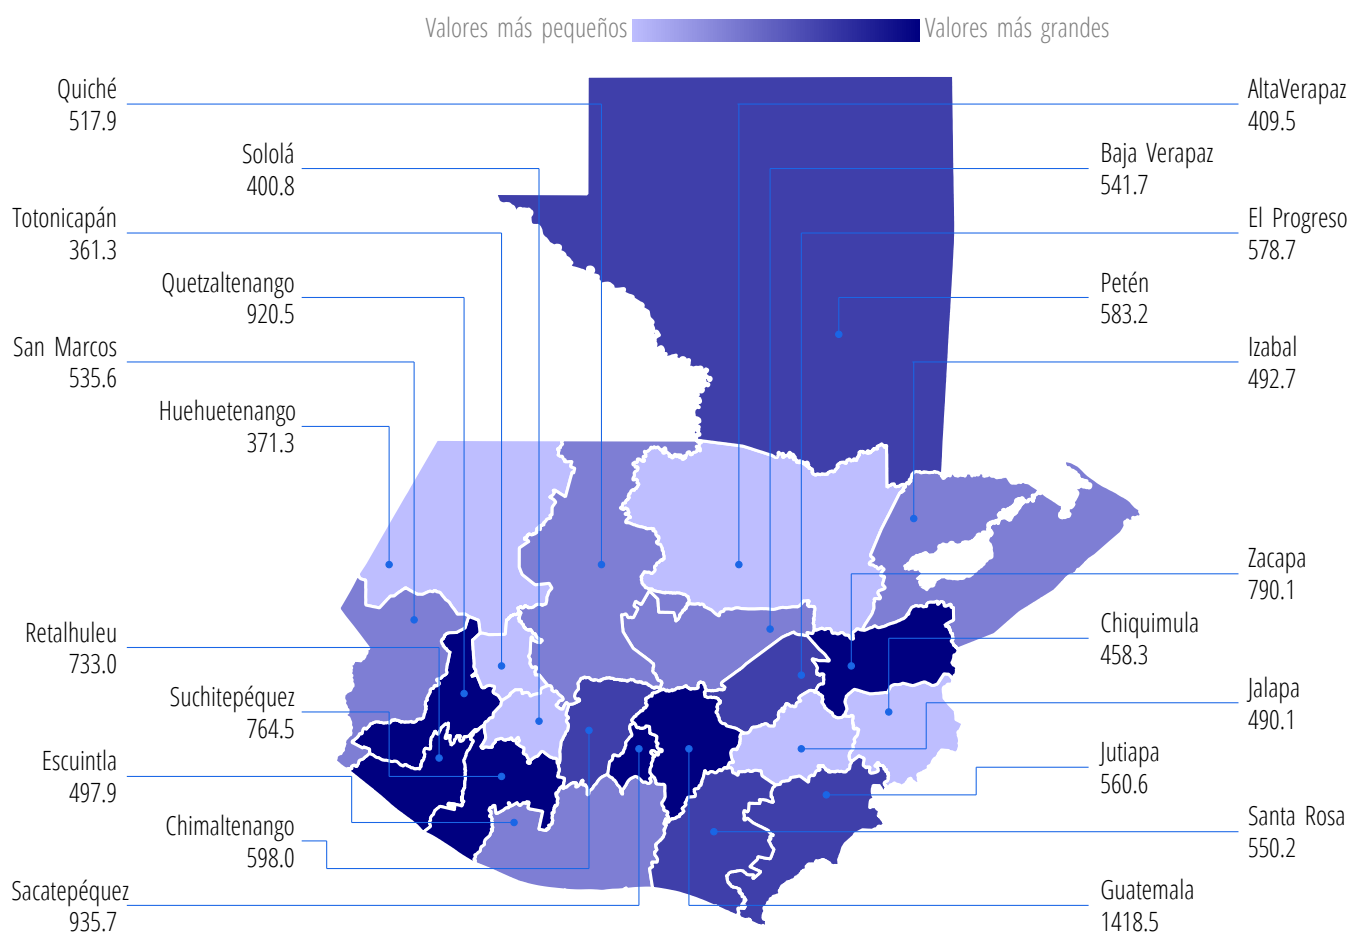 Valores más pequeños
Valores más grandes
Quiché
517.9
Sololá
400.8
Totonicapán
361.3
Quetzaltenango
920.5
San Marcos
535.6
Huehuetenango
371.3
Retalhuleu
733.0
Suchitepéquez
764.5
Escuintla
497.9
Chimaltenango
598.0
Sacatepéquez
935.7
AltaVerapaz
409.5
Baja Verapaz
541.7
El Progreso
578.7
Petén
583.2
Izabal
492.7
Zacapa
790.1
Chiquimula
458.3
Jalapa
490.1
Jutiapa
560.6
Santa Rosa
550.2
Guatemala
1418.5